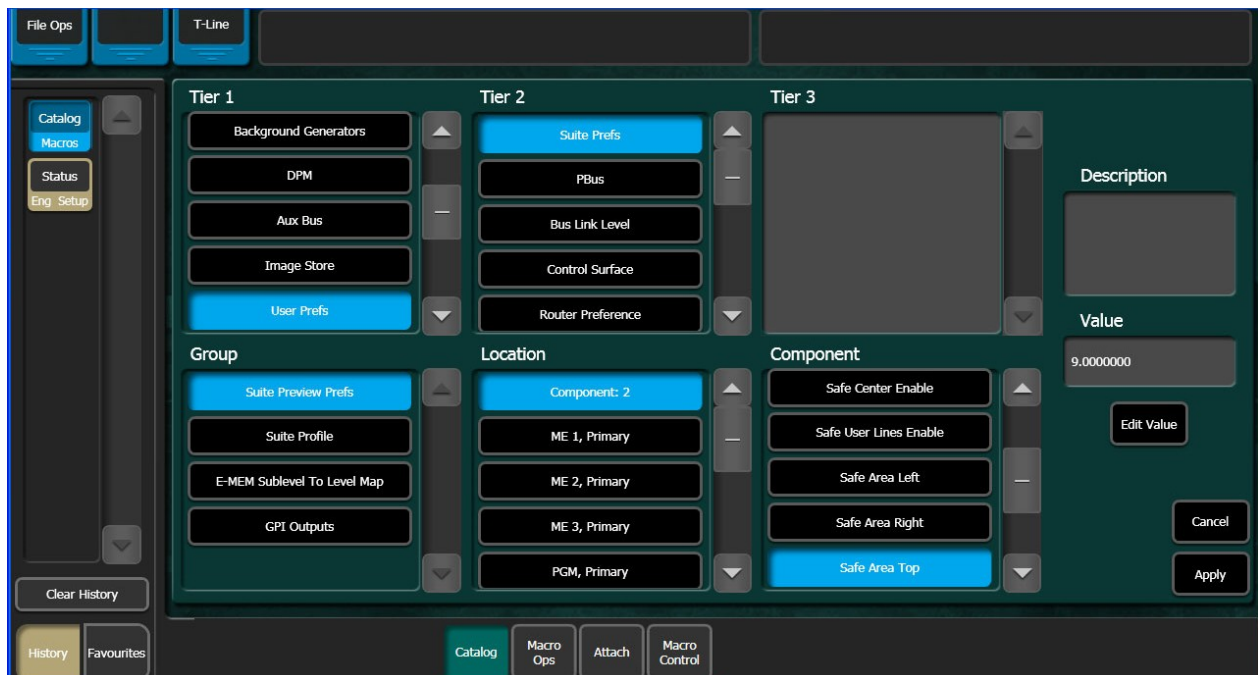 File Ops
T-Line
Catalog
Macros
Status
Eng Setup
Clear History
History
Favourites
Tier 1
Background Generators
DPM
Aux Bus
Image Store
User Prefs
Tier 2
Suite Prefs
PBus
Bus Link Level
Control Surface
Router Preference
Tier 3
Description
Value
9.0000000
Edit Value
Cancel
Apply
Group
Suite Preview Prefs
Suite Profile
E-MEM Sublevel To Level Map
GPI Outputs
Location
Component: 2
ME 1, Primary
ME 2, Primary
ME 3, Primary
PGM, Primary
Component
Safe Center Enable
Safe User Lines Enable
Safe Area Left
Safe Area Right
Safe Area Top
Catalog
Macro
Ops
Attach
Macro
Control